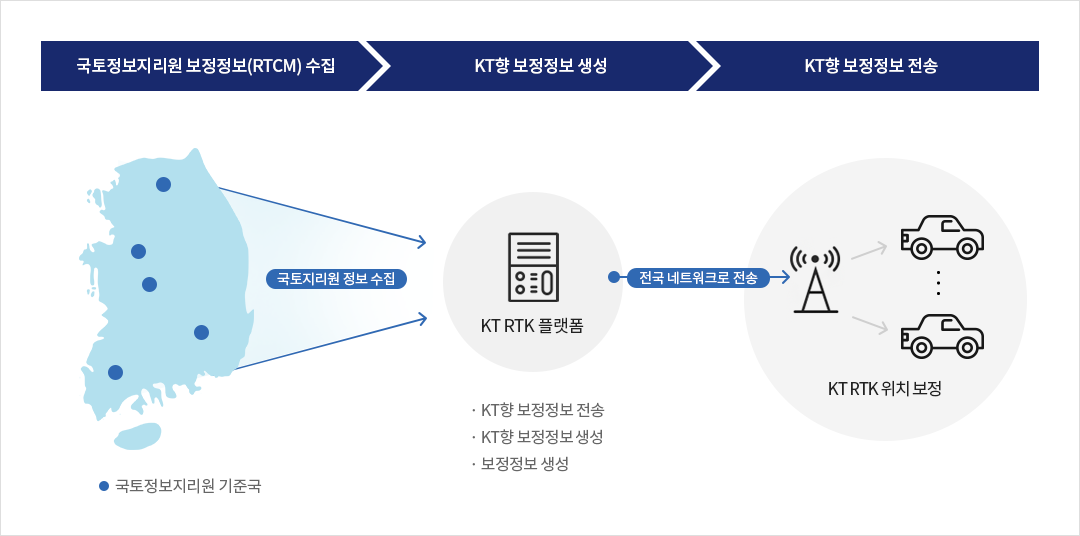 국토정보지리원 보정정보(RTCM) 수집
KT향 보정정보 생성
KT향 보정정보 전송
국토지리원 정보 수집
전국 네트워크로 전송
KT RTK 플랫폼
KT RTK 위치 보정
· KT향 보정정보 전송
· KT향 보정정보 생성
· 보정정보 생성
국토정보지리원 기준국